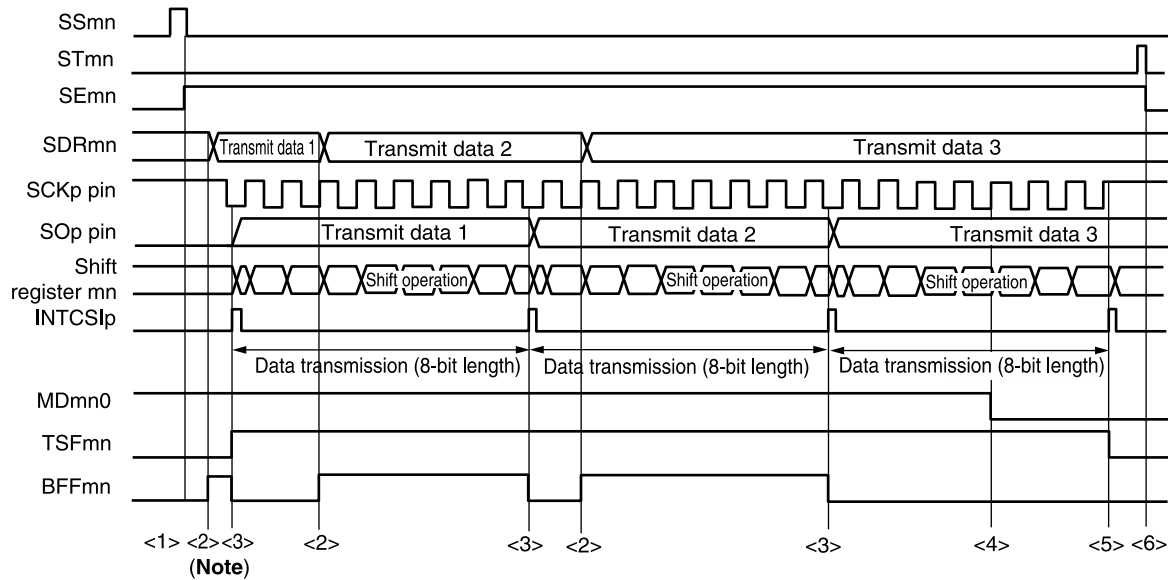 SSmn
STmn
SEmn
SDRmn
Transmit data 1
Transmit data 2
Transmit data 3
SCKp pin
SOp pin
Transmit data 1
Transmit data 2
Transmit data 3
Shift
register mn
Shift operation
Shift operation
Shift operation
INTCSIp
Data transmission (8-bit length)
Data transmission (8-bit length)
Data transmission (8-bit length)
MDmn0
TSFmn
BFFmn
<1> <2> <3> <2> <3> <2> <3> <4> <5> <6>
(Note)